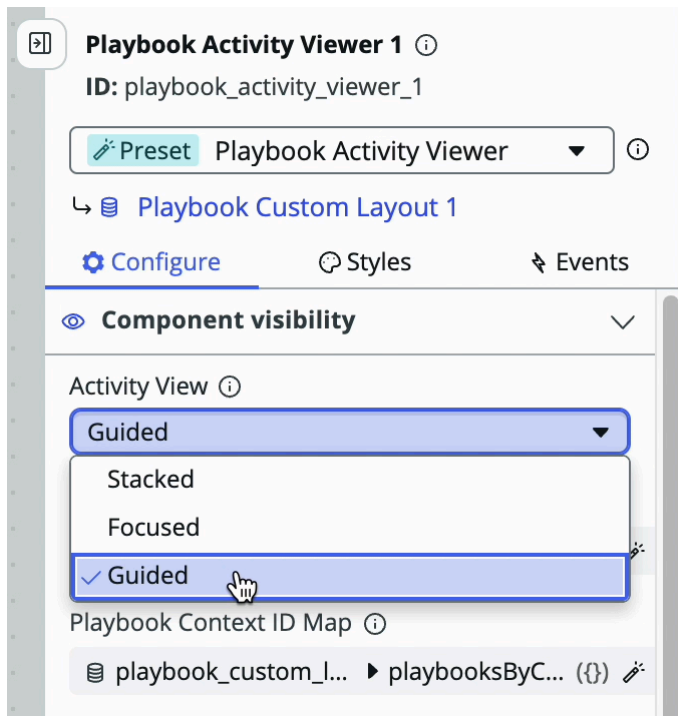 Playbook Activity Viewer 1
ID: playbook_activity_viewer_1
Preset Playbook Activity Viewer
Playbook Custom Layout 1
Configure Styles Events
Component visibility
Activity View
Guided
Stacked
Focused
Guided
Playbook Context ID Map
playbook_custom_l... playbooksByC... ({})